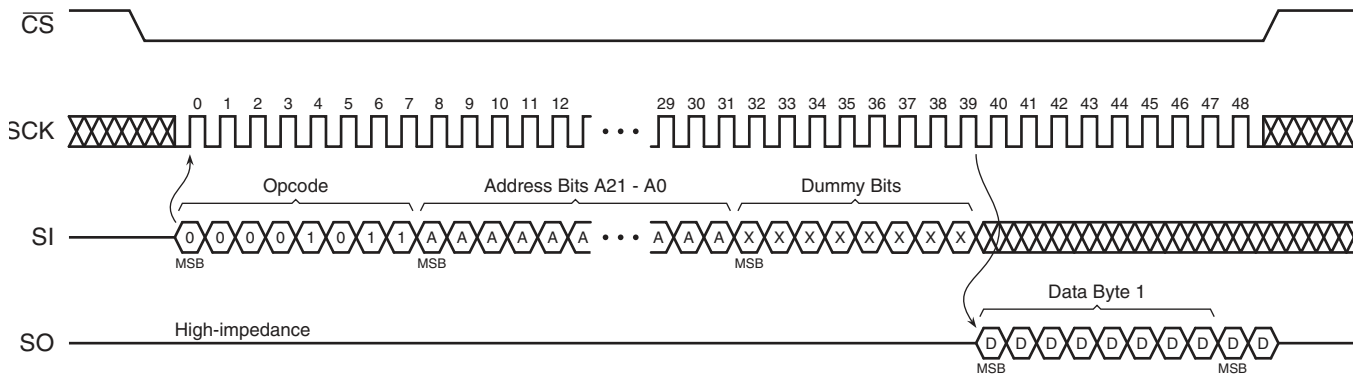 CS
0 1 2 3 4 5 6 7 8 9 10 11 12 29 30 31 32 33 34 35 36 37 38 39 40 41 42 43 44 45 46 47 48
SCK • • •
Opcode Address Bits A21 - A0 Dummy Bits
SI 0 0 0 0 1 0 1 1 A A A A A A • • • A A A X X X X X X X X
MSB MSB MSB
Data Byte 1
High-impedance
SO D D D D D D D D D D
MSB MSB